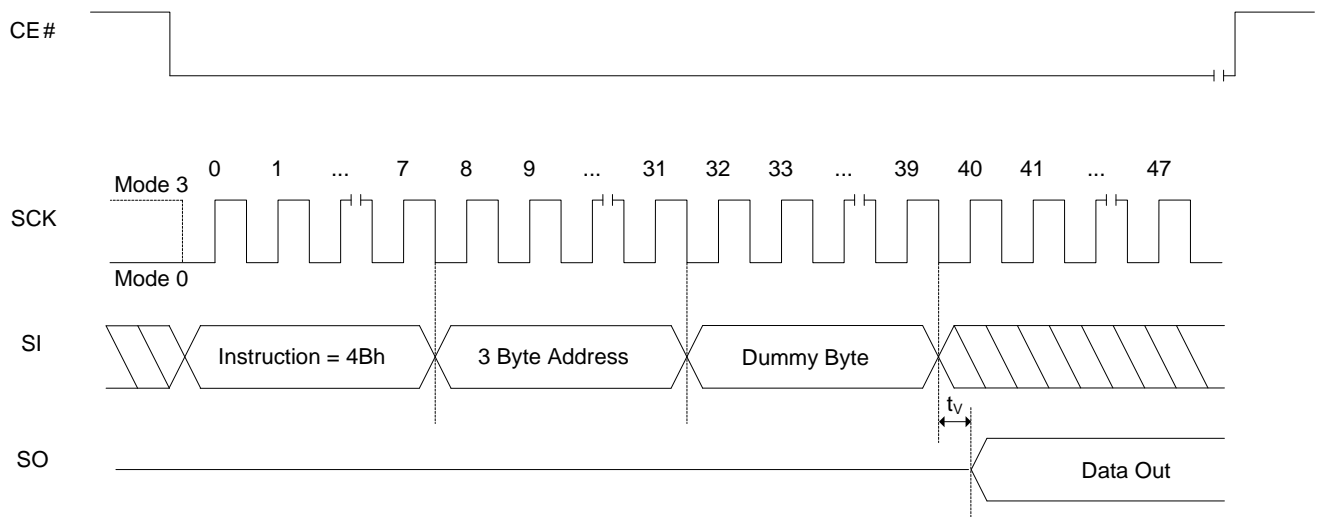 CE#
0 1 ... 7 8 9 ... 31 32 33 ... 39 40 41 ... 47
Mode 3
SCK
Mode 0
SI
Instruction = 4Bh
3 Byte Address
Dummy Byte
tV
SO
Data Out